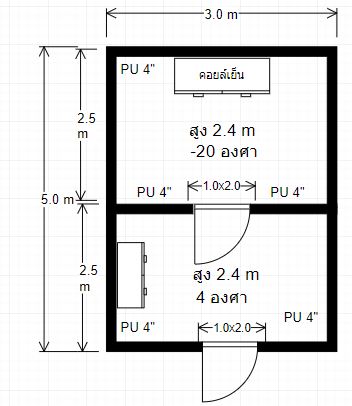 3.0 m
PU 4"
คอยล์เย็น
2.5
m
สูง 2.4 m
-20 องศา
PU 4"
1.0x2.0
PU 4"
5.0 m
2.5
m
สูง 2.4 m
4 องศา
PU 4"
1.0x2.0
PU 4"